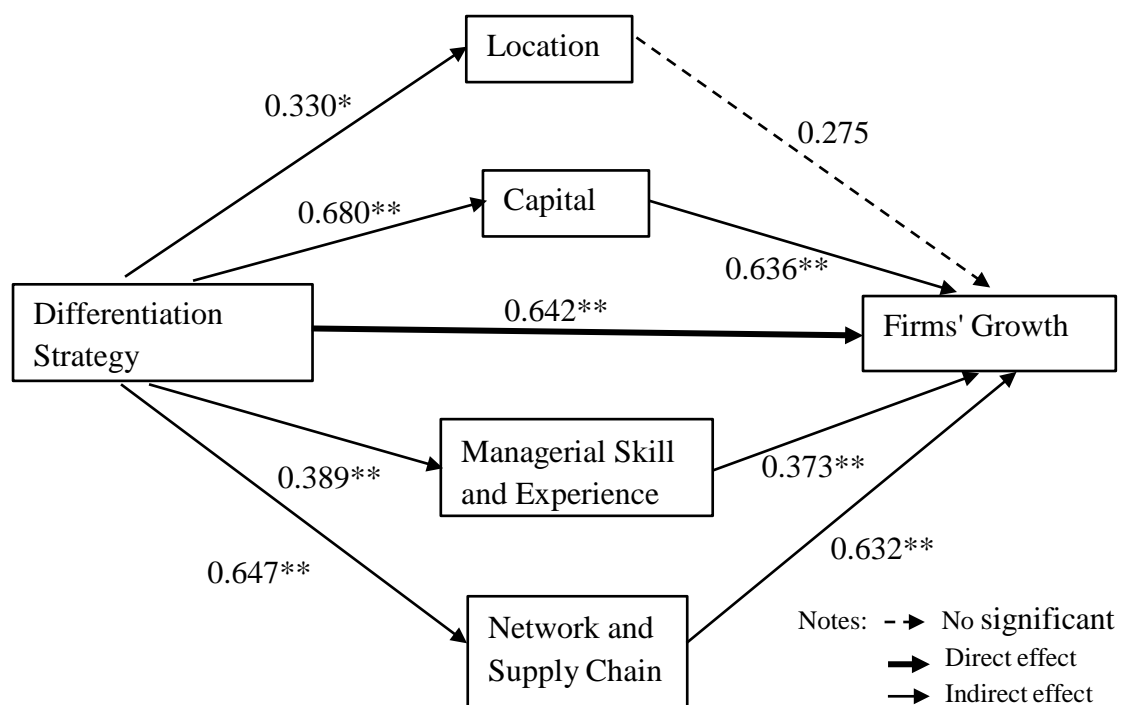 Location
0.330*
0.275
Capital
0.680**
0.636**
Differentiation
Strategy
0.642**
Firms' Growth
Managerial Skill
and Experience
0.389**
0.373**
0.647**
0.632**
Network and
Supply Chain
Notes: No significant
Direct effect
Indirect effect